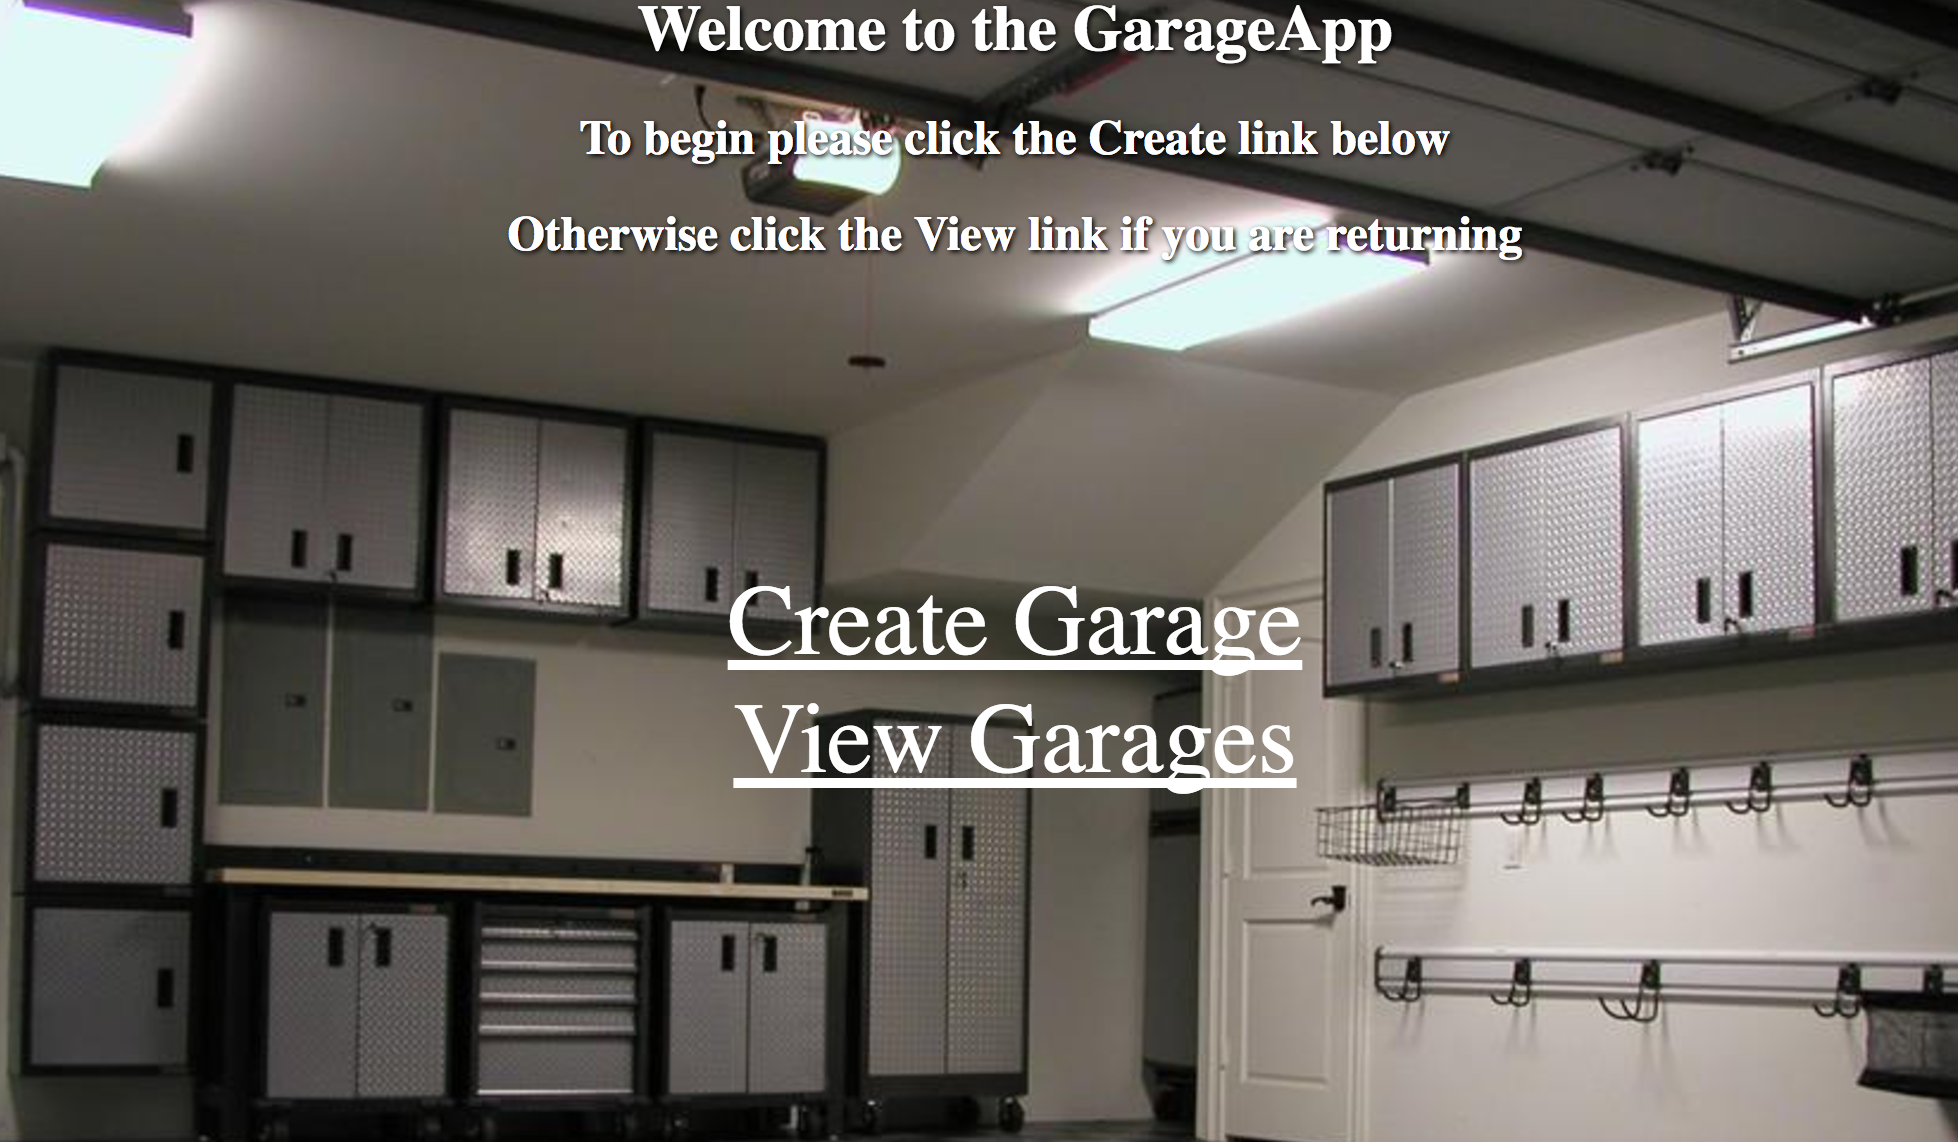 Welcome to the GarageApp
To begin please click the Create link below
Otherwise click the View link if you are returning
Create Garage
View Garages